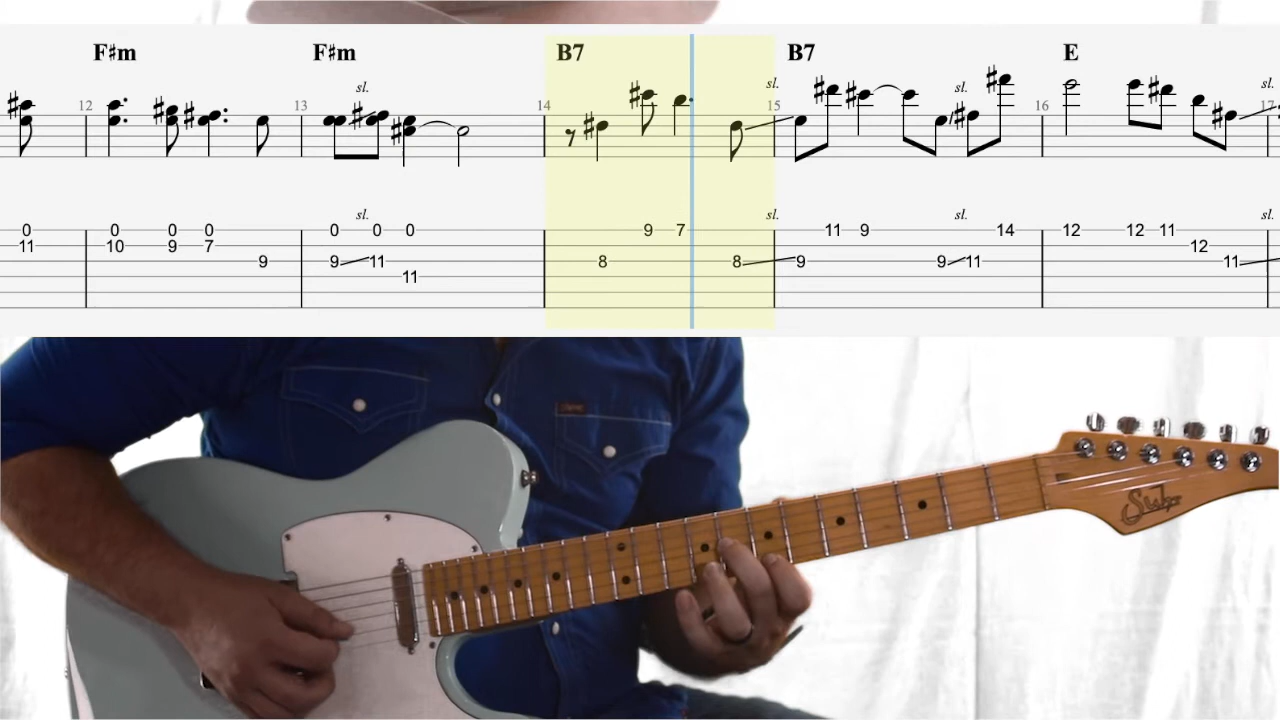 F♯m F♯m B7 B7 E
sl. sl. sl. sl.
12 13 14 15 16 17
sl. sl. sl. sl.
0 0 0 0 0 0 0 9 7 11 9 14 12 12 11
11 10 9 7 12
9 9 11 8 8 9 9 11 11
11
Suhr